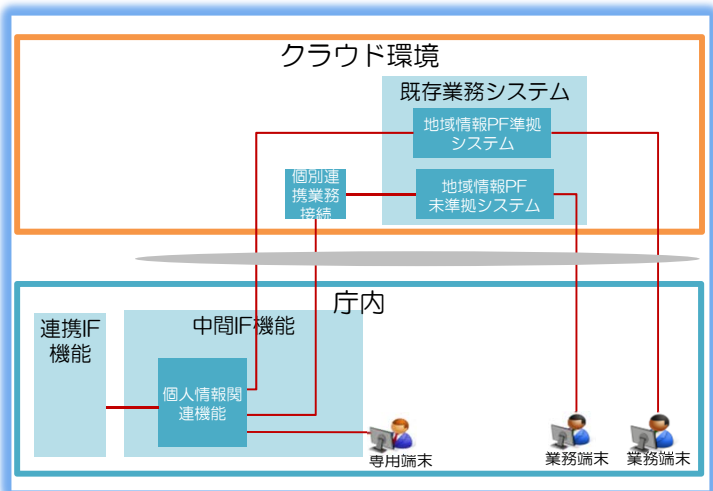 クラウド環境
既存業務システム
地域情報PF準拠
システム
個別連
携業務
接続
地域情報PF
未準拠システム
庁内
連携IF
機能
中間IF機能
個人情報関
連機能
専用端末
業務端末
業務端末